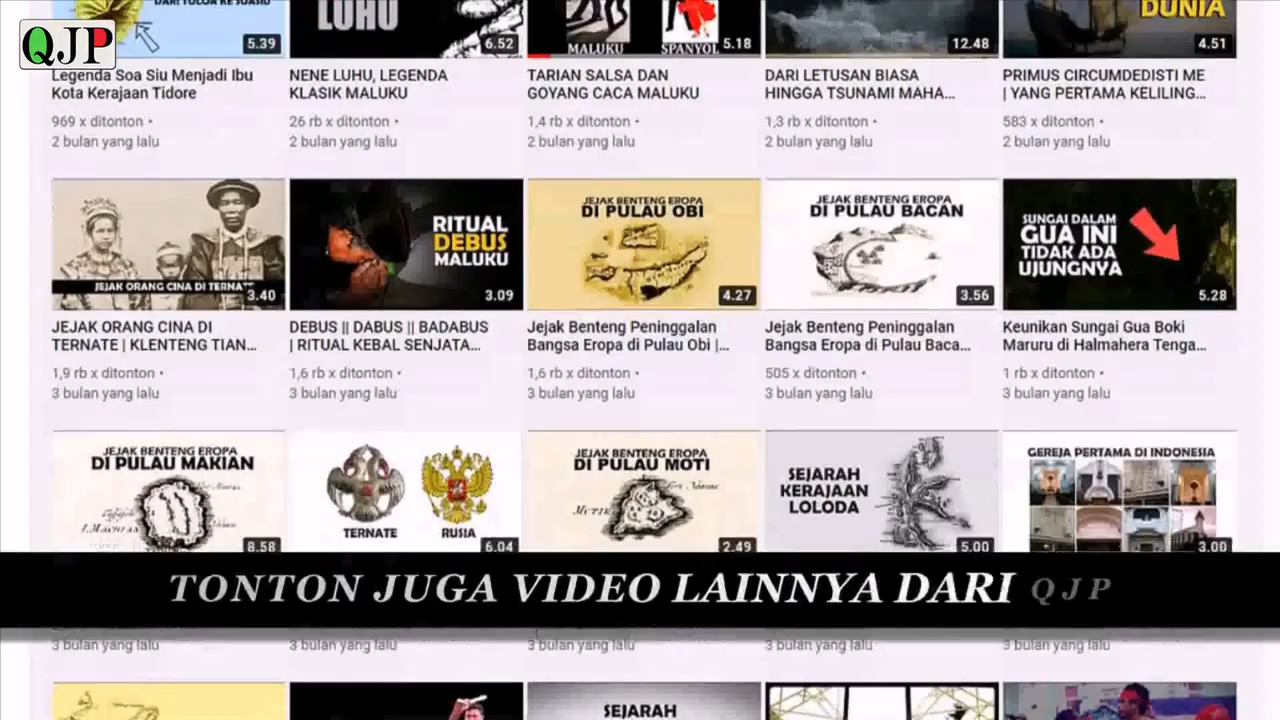 DARI TOLOA KE SOASIO
LUHU
DUNIA
MALUKU
SPANYOL
QJP
5.39
6.52
5.18
12.48
4.51
Legenda Soa Siu Menjadi Ibu
Kota Kerajaan Tidore
969 x ditonton •
2 bulan yang lalu
NENE LUHU, LEGENDA
KLASIK MALUKU
26 rb x ditonton •
2 bulan yang lalu
TARIAN SALSA DAN
GOYANG CACA MALUKU
1,4 rb x ditonton •
2 bulan yang lalu
DARI LETUSAN BIASA
HINGGA TSUNAMI MAHA...
1,3 rb x ditonton •
2 bulan yang lalu
PRIMUS CIRCUMDEDISTI ME
| YANG PERTAMA KELILING...
583 x ditonton •
2 bulan yang lalu
JEJAK ORANG CINA DI TERNATE
3.40
JEJAK ORANG CINA DI
TERNATE | KLENTENG TIAN...
1,9 rb x ditonton •
3 bulan yang lalu
RITUAL
DEBUS
MALUKU
3.09
DEBUS || DABUS || BADABUS
| RITUAL KEBAL SENJATA...
1,6 rb x ditonton •
3 bulan yang lalu
JEJAK BENTENG EROPA
DI PULAU OBI
4.27
Jejak Benteng Peninggalan
Bangsa Eropa di Pulau Obi |...
1,6 rb x ditonton •
3 bulan yang lalu
JEJAK BENTENG EROPA
DI PULAU BACAN
3.56
Jejak Benteng Peninggalan
Bangsa Eropa di Pulau Baca...
505 x ditonton •
3 bulan yang lalu
SUNGAI DALAM
GUA INI
TIDAK ADA
UJUNGNYA
5.28
Keunikan Sungai Gua Boki
Maruru di Halmahera Tenga...
1 rb x ditonton •
3 bulan yang lalu
JEJAK BENTENG EROPA
DI PULAU MAKIAN
8.58
TERNATE
RUSIA
6.04
JEJAK BENTENG EROPA
DI PULAU MOTI
2.49
SEJARAH
KERAJAAN
LOLODA
5.00
GEREJA PERTAMA DI INDONESIA
3.00
TONTON JUGA VIDEO LAINNYA DARI QJP
3 bulan yang lalu
3 bulan yang lalu
3 bulan yang lalu
3 bulan yang lalu
3 bulan yang lalu
SEJARAH